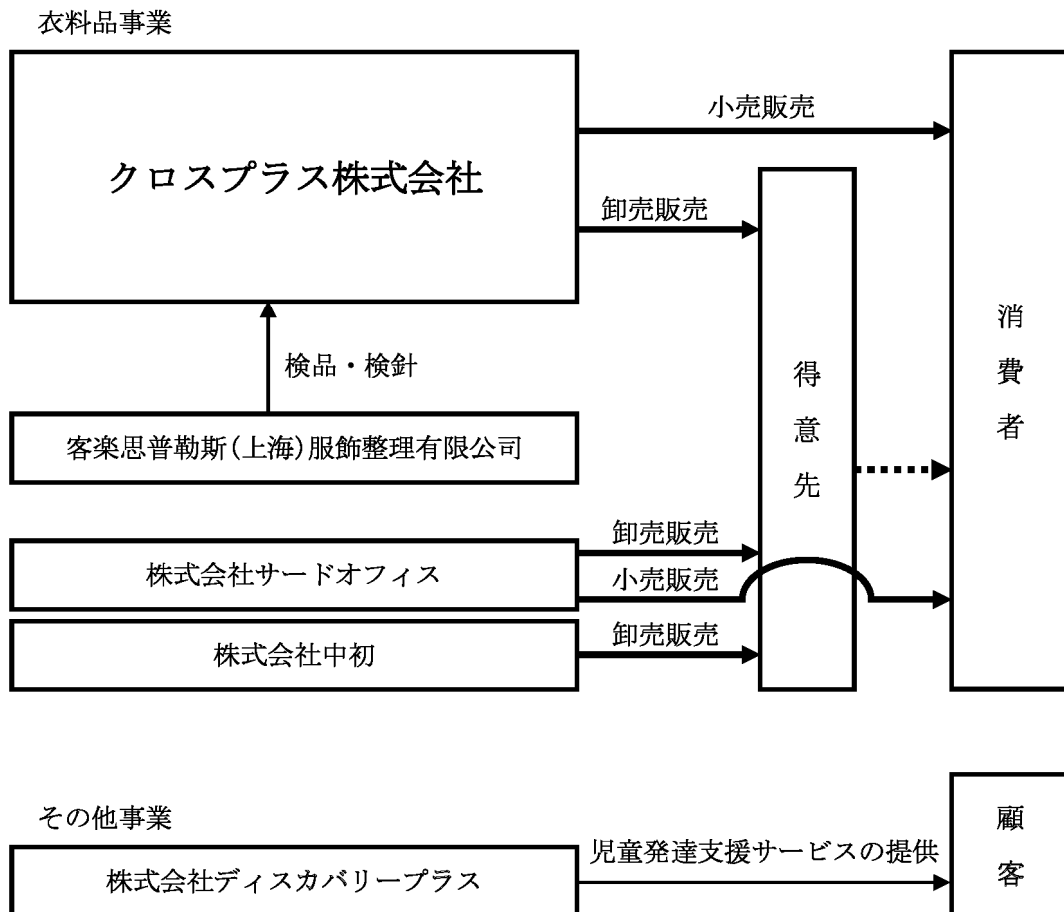 衣料品事業
クロスプラス株式会社
小売販売
卸売販売
検品・検針
客楽思普勒斯(上海)服飾整理有限公司
得意先
消費者
株式会社サードオフィス
卸売販売
小売販売
株式会社中初
卸売販売
その他事業
株式会社ディスカバリープラス
児童発達支援サービスの提供
顧客